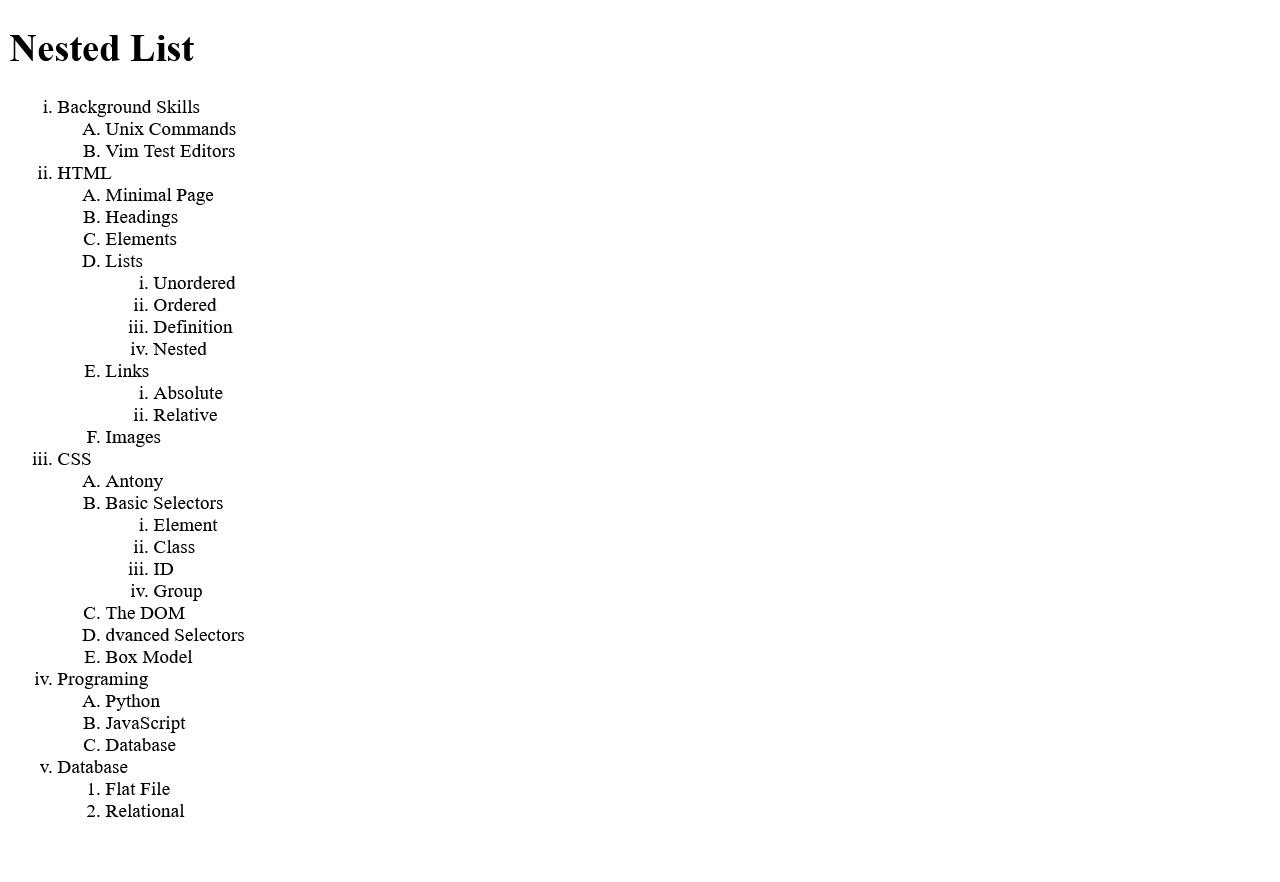 Nested List
i. Background Skills
A. Unix Commands
B. Vim Test Editors
ii. HTML
A. Minimal Page
B. Headings
C. Elements
D. Lists
i. Unordered
ii. Ordered
iii. Definition
iv. Nested
E. Links
i. Absolute
ii. Relative
F. Images
iii. CSS
A. Antony
B. Basic Selectors
i. Element
ii. Class
iii. ID
iv. Group
C. The DOM
D. dvanced Selectors
E. Box Model
iv. Programing
A. Python
B. JavaScript
C. Database
v. Database
1. Flat File
2. Relational